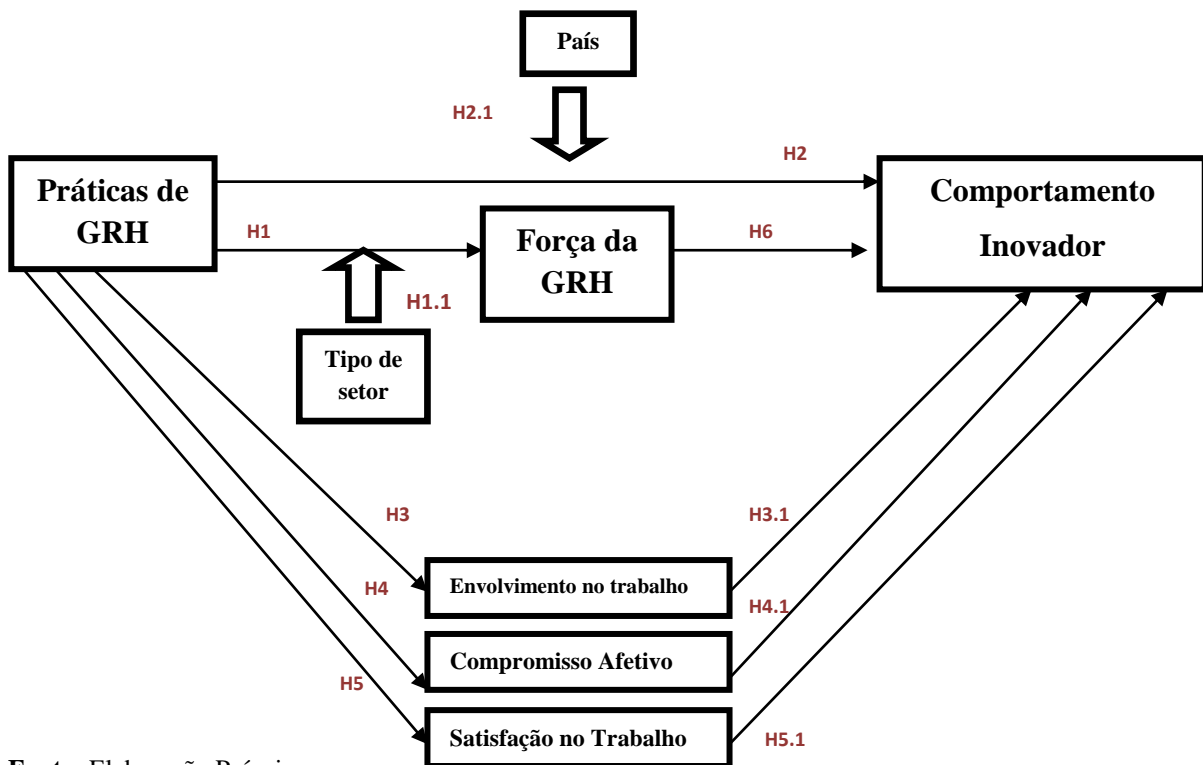 País
H2.1
H2
Práticas de
GRH
Comportamento
Inovador
H1
Força da
GRH
H6
H1.1
Tipo de
setor
H3
H3.1
Envolvimento no trabalho
H4
H4.1
Compromisso Afetivo
H5
Satisfação no Trabalho
H5.1